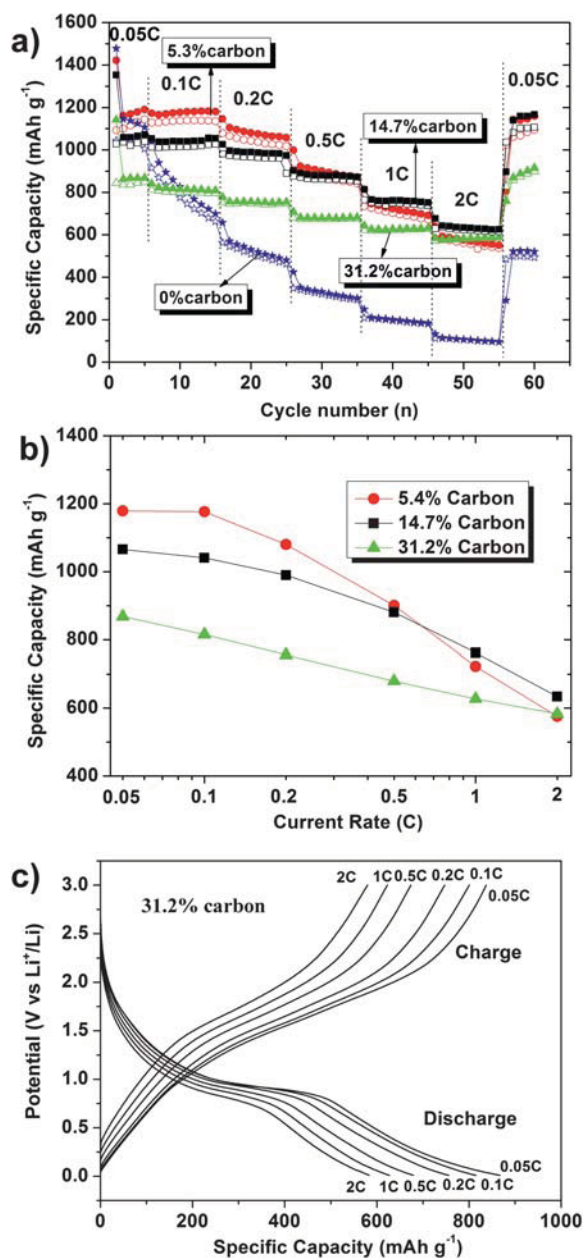 a)
1600
1400
1200
1000
800
600
400
200
0
Specific Capacity (mAh g⁻¹)
0.05C
5.3%carbon
0.1C
0.2C
0.5C
14.7%carbon
1C
2C
0.05C
0%carbon
31.2%carbon
0 10 20 30 40 50 60
Cycle number (n)
b)
1400
1200
1000
800
600
400
Specific Capacity (mAh g⁻¹)
5.4% Carbon
14.7% Carbon
31.2% Carbon
0.05 0.1 0.2 0.5 1 2
Current Rate (C)
c)
3.0
2.5
2.0
1.5
1.0
0.5
0.0
Potential (V vs Li⁺/Li)
31.2% carbon
2C 1C 0.5C 0.2C 0.1C
0.05C
Charge
Discharge
0.05C
2C 1C 0.5C 0.2C 0.1C
0 200 400 600 800 1000
Specific Capacity (mAh g⁻¹)